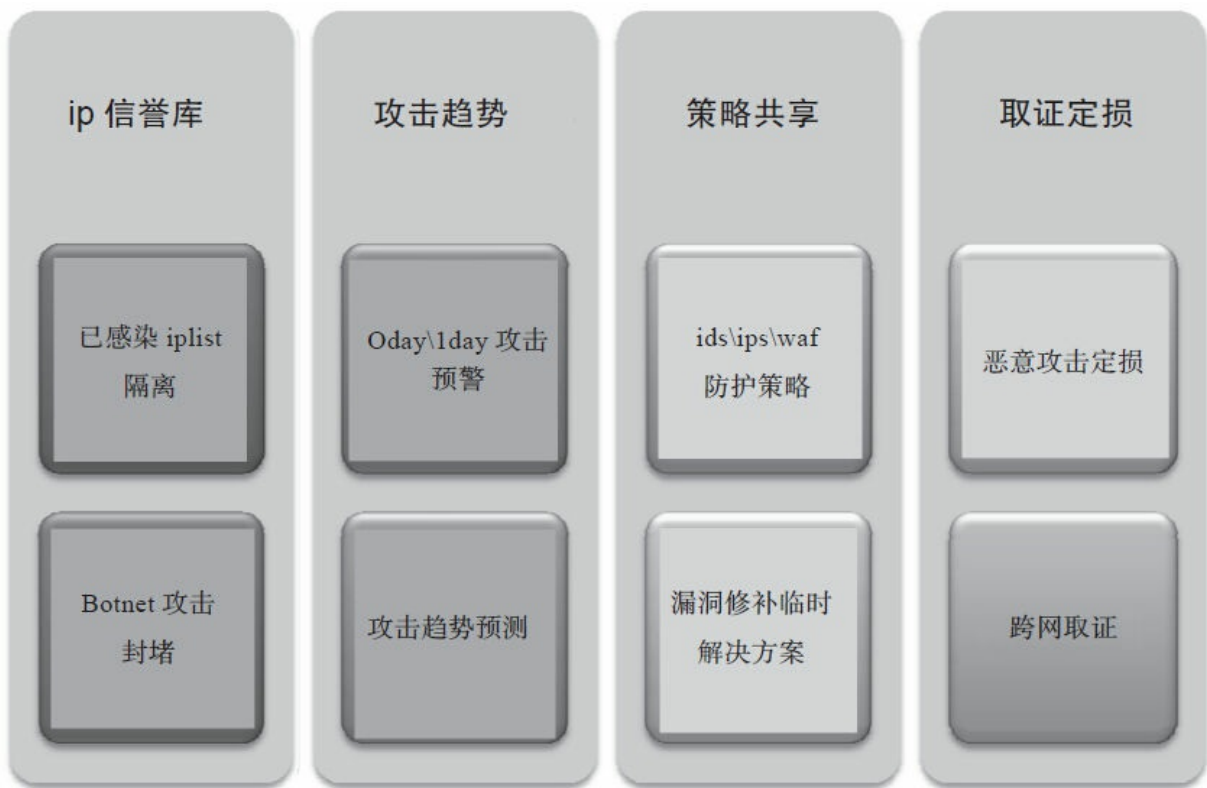 ip 信誉库
已感染 iplist
隔离
Botnet 攻击
封堵
攻击趋势
Oday\1day 攻击
预警
攻击趋势预测
策略共享
ids\ips\waf
防护策略
漏洞修补临时
解决方案
取证定损
恶意攻击定损
跨网取证